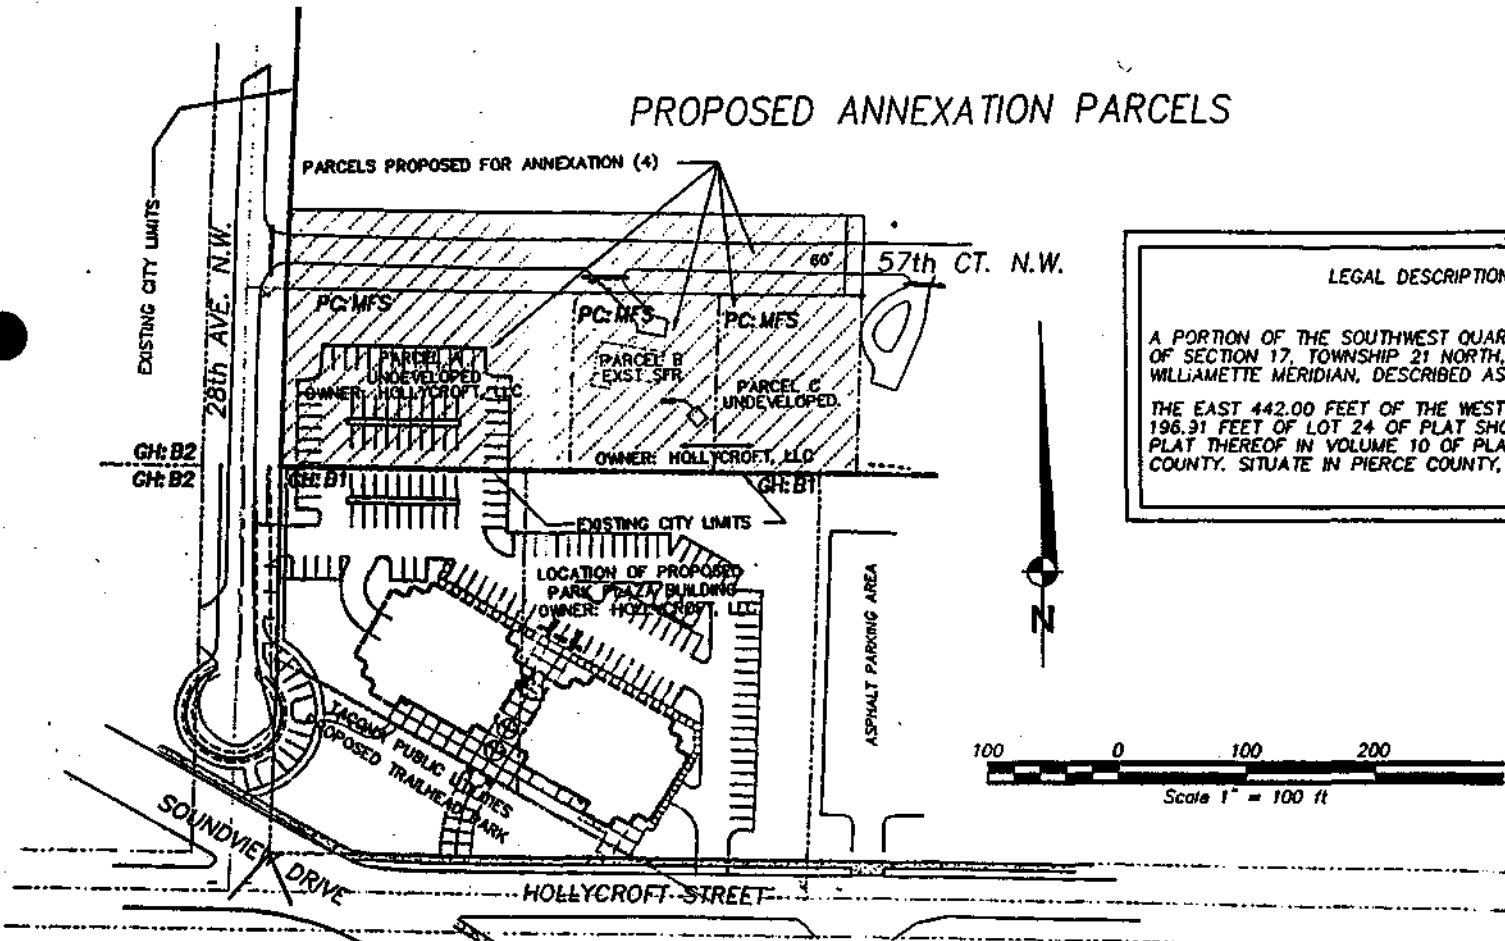 PROPOSED ANNEXATION PARCELS
PARCELS PROPOSED FOR ANNEXATION (4)
EXISTING CITY LIMITS
28th AVE. N.W.
60'
57th CT. N.W.
PC: MFS
PC: MFS
PC: MFS
PARCEL A
UNDEVELOPED
OWNER: HOLLYCROFT, LLC
PARCEL B
EXST SFR
PARCEL C
UNDEVELOPED
OWNER: HOLLYCROFT, LLC
GH: B2
GH: B2
GH: B1
GH: B1
EXISTING CITY LIMITS
LOCATION OF PROPOSED
PARK PLAZA BUILDING
OWNER: HOLLYCROFT, LLC
ASPHALT PARKING AREA
TACOMA PUBLIC UTILITIES
PROPOSED TRAILHEAD PARK
SOUNDVIEW DRIVE
HOLLYCROFT STREET
LEGAL DESCRIPTION
A PORTION OF THE SOUTHWEST QUAR
OF SECTION 17, TOWNSHIP 21 NORTH,
WILLIAMETTE MERIDIAN, DESCRIBED AS
THE EAST 442.00 FEET OF THE WEST
196.91 FEET OF LOT 24 OF PLAT SHO
PLAT THEREOF IN VOLUME 10 OF PLA
COUNTY. SITUATE IN PIERCE COUNTY,
N
100 0 100 200
Scale 1" = 100 ft